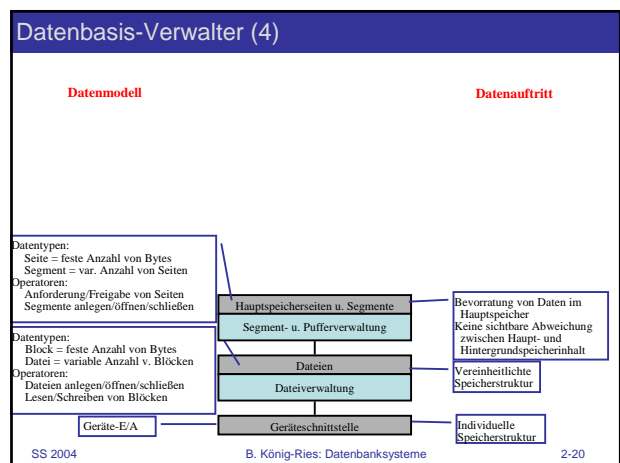 Datenbasis-Verwalter (4)
Datenmodell
Datenauftritt
Datentypen:
Seite = feste Anzahl von Bytes
Segment = var. Anzahl von Seiten
Operatoren:
Anforderung/Freigabe von Seiten
Segmente anlegen/öffnen/schließen
Hauptspeicherseiten u. Segmente
Segment- u. Pufferverwaltung
Bevorratung von Daten im
Hauptspeicher
Keine sichtbare Abweichung
zwischen Haupt- und
Hintergrundspeicherinhalt
Datentypen:
Block = feste Anzahl von Bytes
Datei = variable Anzahl v. Blöcken
Operatoren:
Dateien anlegen/öffnen/schließen
Lesen/Schreiben von Blöcken
Dateien
Dateiverwaltung
Vereinheitlichte
Speicherstruktur
Geräte-E/A
Geräteschnittstelle
Individuelle
Speicherstruktur
SS 2004
B. König-Ries: Datenbanksysteme
2-20